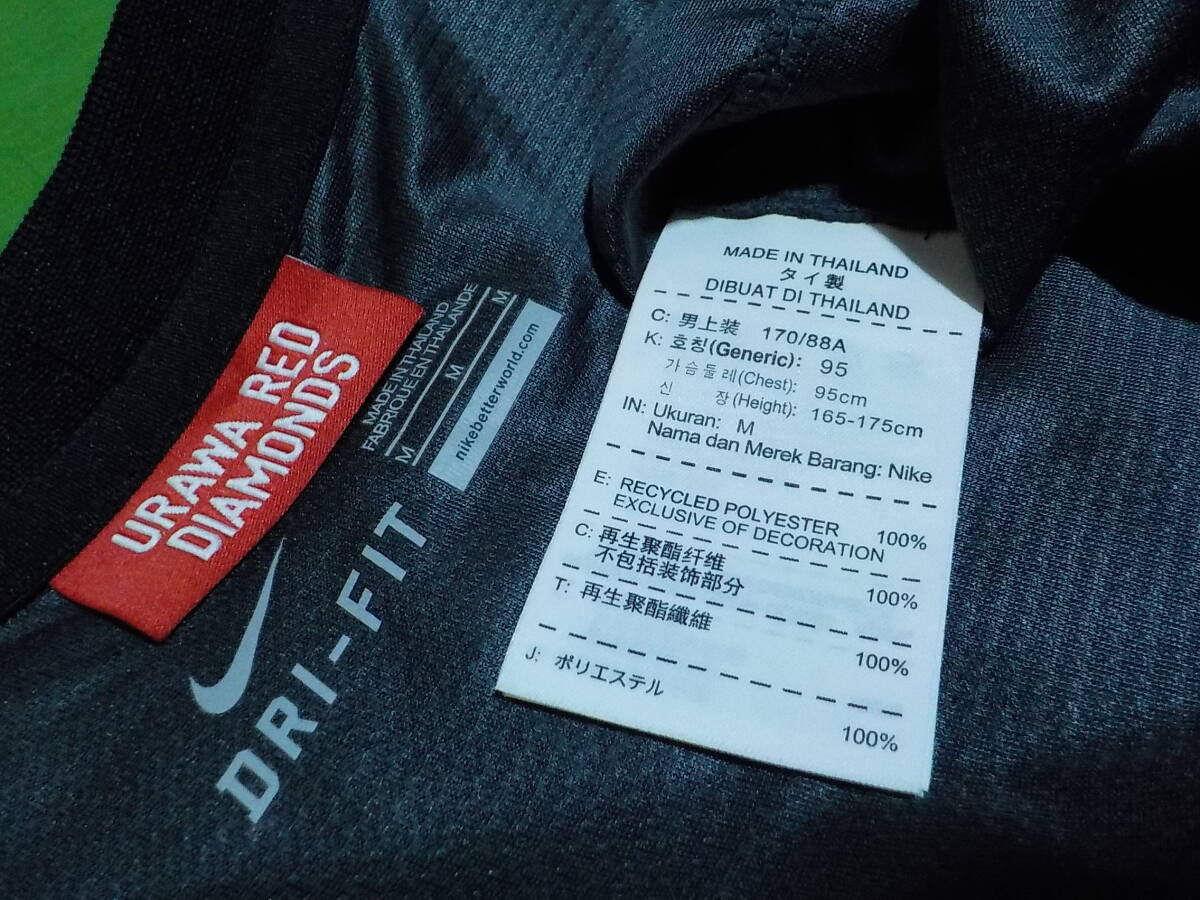 URAWA RED
DIAMONDS
MADE IN THAILAND
FABRIQUÉ EN THAÏLANDE
M M M
nikebetterworld.com
DRI-FIT
MADE IN THAILAND
タイ製
DIBUAT DI THAILAND
C: 男上装 170/88A
K: 호칭(Generic): 95
가슴둘레(Chest): 95cm
신 장(Height): 165-175cm
IN: Ukuran: M
Nama dan Merek Barang: Nike
E: RECYCLED POLYESTER 100%
EXCLUSIVE OF DECORATION
C: 再生聚酯纤维 100%
不包括装饰部分
T: 再生聚酯纖維 100%
J: ポリエステル 100%